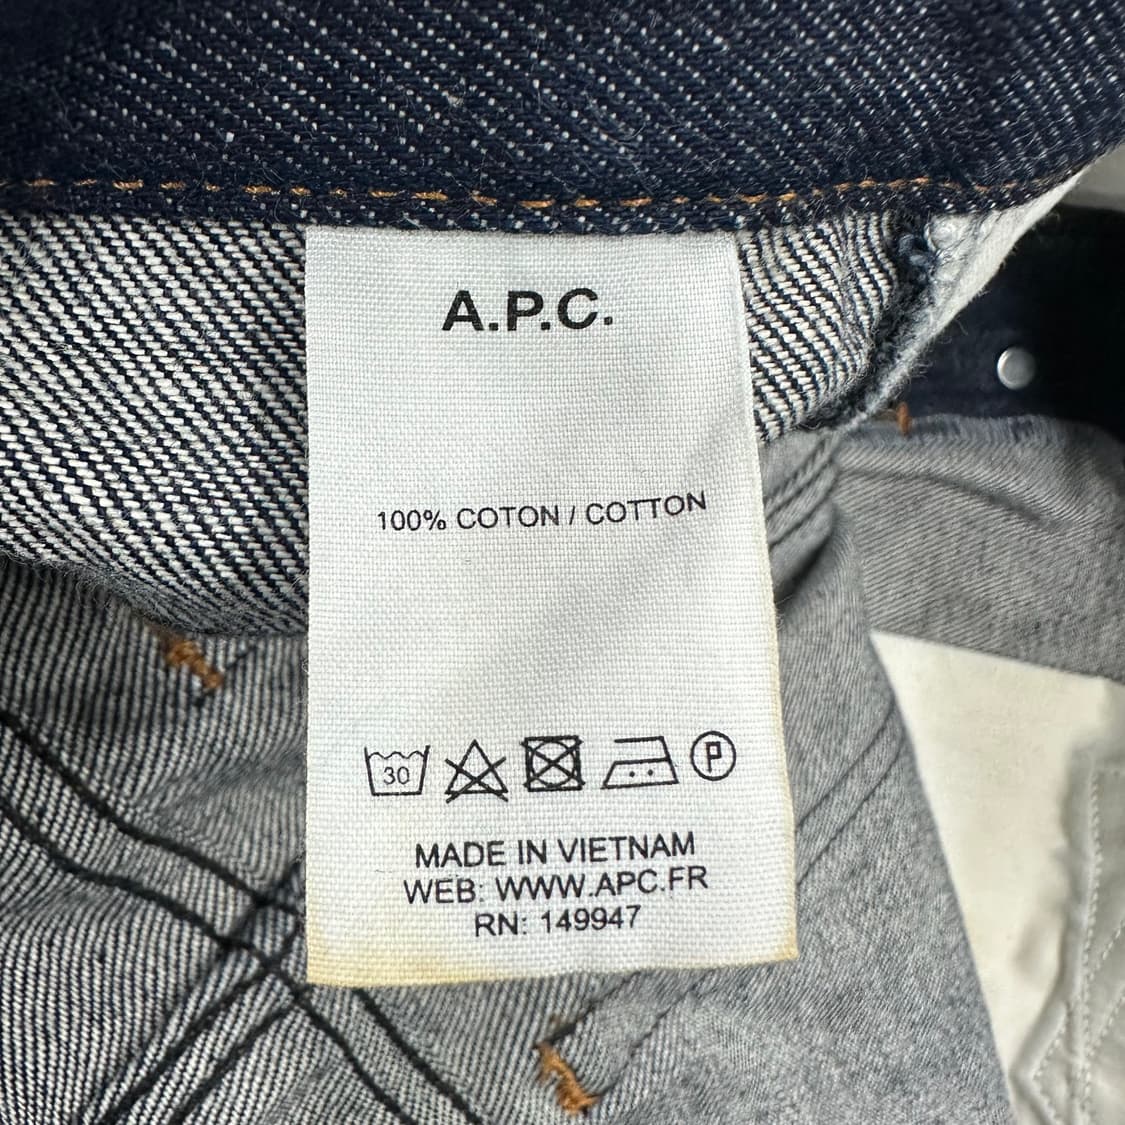 A.P.C.
100% COTON / COTTON
30 P
MADE IN VIETNAM
WEB: WWW.APC.FR
RN: 149947